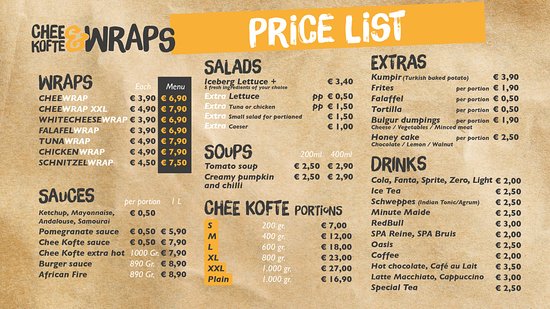 CHEE KOFTE & WRAPS
PRICE LIST
WRAPS Each Menu
CHEEWRAP € 3,90 € 6,90
CHEEWRAP XXL € 4,90 € 7,90
WHITECHEESEWRAP € 3,90 € 6,90
FALAFELWRAP € 3,90 € 6,90
TUNAWRAP € 4,90 € 7,90
CHICKENWRAP € 4,90 € 7,90
SCHNITZELWRAP € 4,50 € 7,50
SAUCES per portion 1 L
Ketchup, Mayonnaise,
Andalouse, Samourai € 0,50
Pomegranate sauce € 0,50 € 5,90
Chee Kofte sauce € 0,50 € 7,90
Chee Kofte extra hot 1000 Gr. € 7,90
Burger sauce 890 Gr. € 8,90
African Fire 890 Gr. € 8,90
SALADS
Iceberg Lettuce + € 3,40
5 fresh ingredients of your choice
Extra Lettuce pp € 0,50
Extra Tuna or chicken pp € 1,50
Extra Small salad for portioned € 1,50
Extra Caeser € 1,00
SOUPS 200ml 400ml
Tomato soup € 2,50 € 2,90
Creamy pumpkin € 2,50 € 2,90
and chilli
CHEE KOFTE PORTIONS
S 200 gr. € 7,00
M 400 gr. € 12,00
L 600 gr. € 18,00
XL 800 gr. € 23,00
XXL 1.000 gr. € 27,00
Plain 1.000 gr. € 16,90
EXTRAS
Kumpir (Turkish baked potato) € 3,90
Frites € 1,90
Falaffel per portion € 0,50
Tortilla € 0,50
Bulgur dumpings per portion € 1,90
Cheese / Vegetables / Minced meat
Honey cake per portion € 2,50
Chocolate / Lemon / Walnut
DRINKS
Cola, Fanta, Sprite, Zero, Light € 2,00
Ice Tea € 2,50
Schweppes (Indian Tonic/Agrum) € 2,50
Minute Maide € 2,50
RedBull € 3,00
SPA Reine, SPA Bruis € 2,00
Oasis € 2,50
Coffee € 2,00
Hot chocolate, Café au Lait € 3,50
Latte Macchiato, Cappuccino € 3,00
Special Tea € 2,50